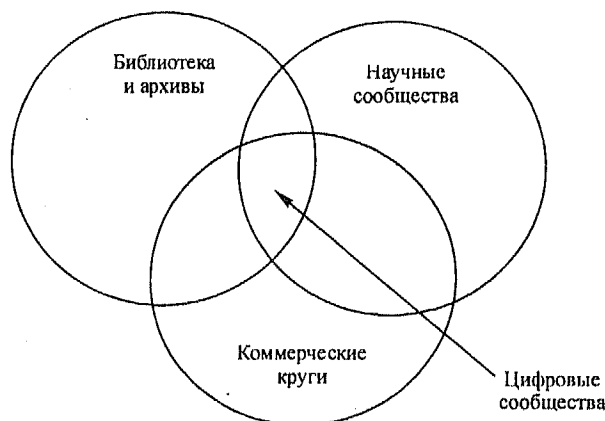 Библиотека
и архивы
Научные
сообщества
Коммерческие
круги
Цифровые
сообщества